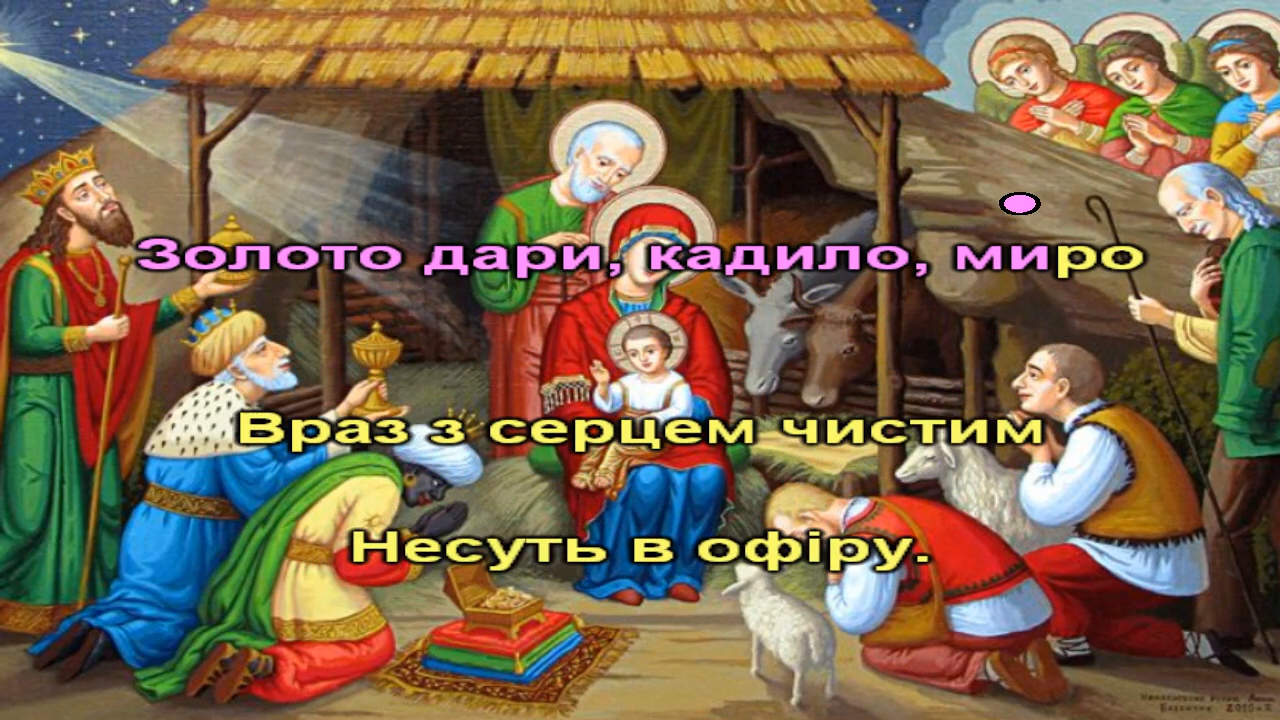 Золото дари, кадило, миро
Враз з серцем чистим
Несуть в офіру.